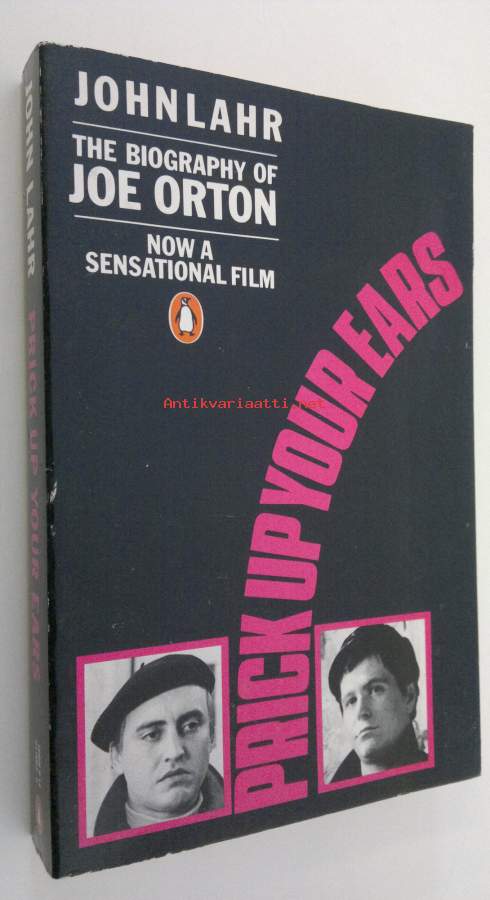 JOHN LAHR
THE BIOGRAPHY OF
JOE ORTON
NOW A
SENSATIONAL FILM
PRICK UP YOUR EARS
Antikvariaatti.net
JOHN LAHR PRICK UP YOUR EARS